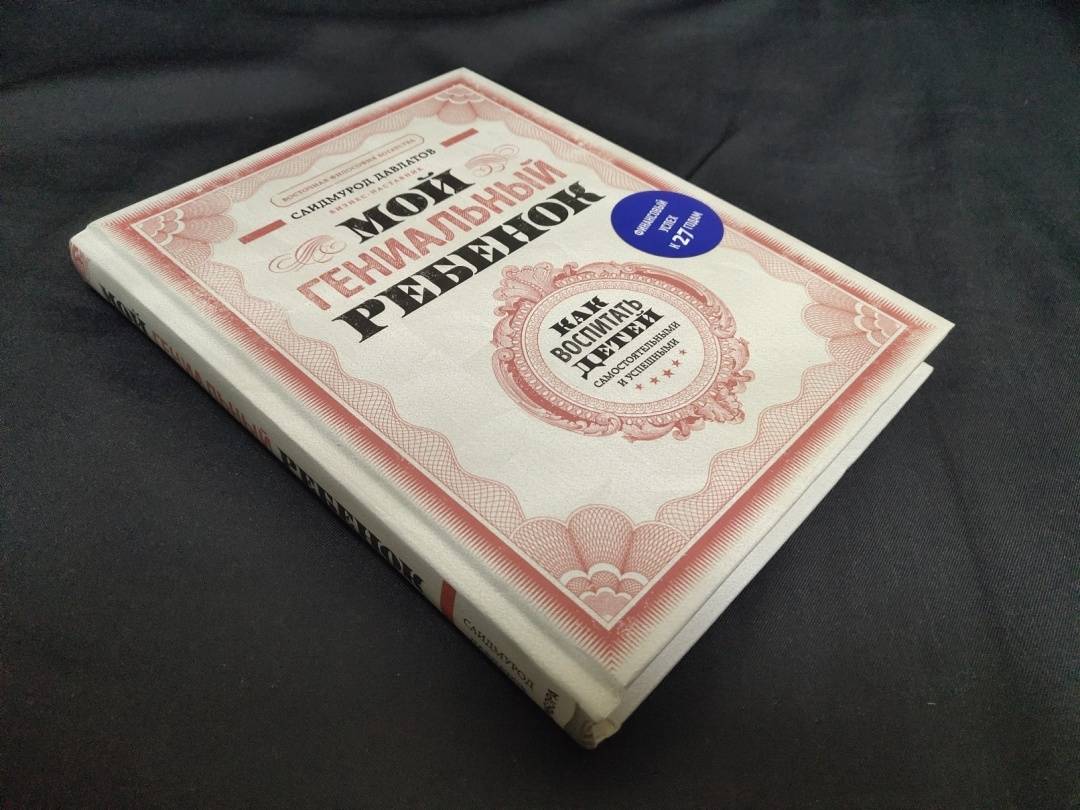 ВОСТОЧНАЯ ФИЛОСОФИЯ БОГАТСТВА
САИДМУРОД ДАВЛАТОВ
БИЗНЕС-НАСТАВНИК
МОЙ
ГЕНИАЛЬНЫЙ
РЕБЕНОК
ФИНАНСОВЫЙ
УСПЕХ
К 27 ГОДАМ
КАК
ВОСПИТАТЬ
ДЕТЕЙ
САМОСТОЯТЕЛЬНЫМИ
И УСПЕШНЫМИ
МОЙ ГЕНИАЛЬНЫЙ РЕБЕНОК
САИДМУРОД